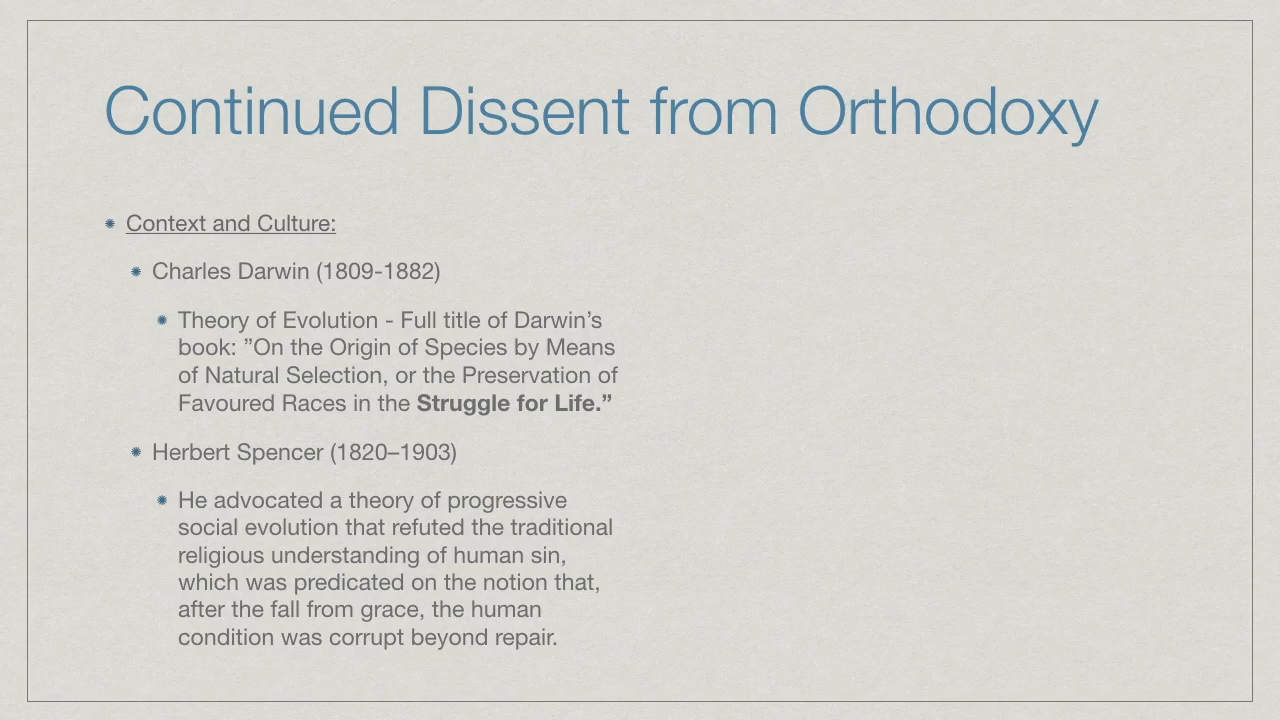 Continued Dissent from Orthodoxy
Context and Culture:
Charles Darwin (1809-1882)
Theory of Evolution - Full title of Darwin’s
book: ”On the Origin of Species by Means
of Natural Selection, or the Preservation of
Favoured Races in the Struggle for Life.”
Herbert Spencer (1820–1903)
He advocated a theory of progressive
social evolution that refuted the traditional
religious understanding of human sin,
which was predicated on the notion that,
after the fall from grace, the human
condition was corrupt beyond repair.